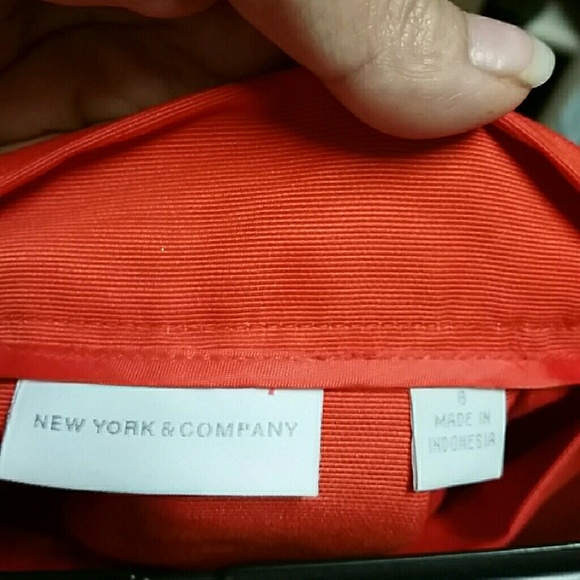 NEW YORK & COMPANY
8
MADE IN
INDONESIA